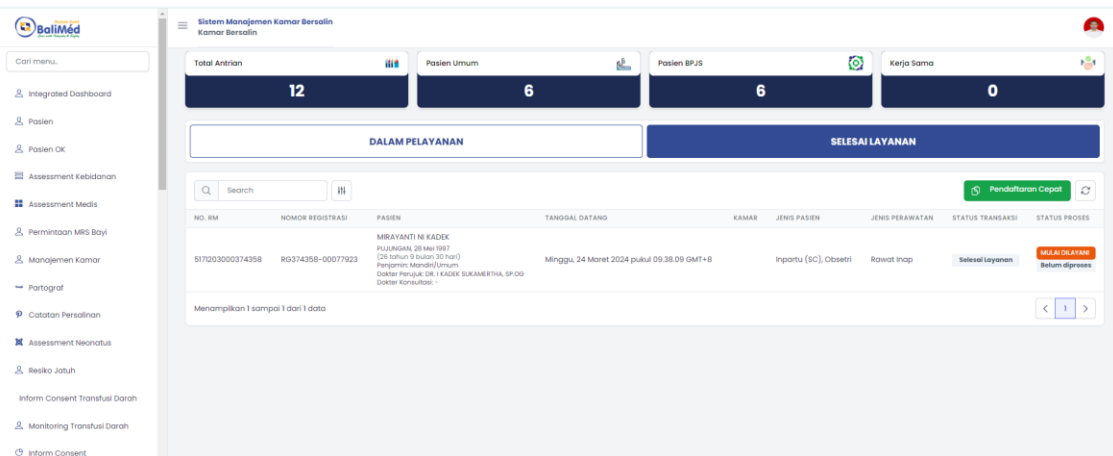 BaliMéd
Sistem Manajemen Kamar Bersalin
Kamar Bersalin
Cari menu..
Integrated Dashboard
Pasien
Pasien OK
Assessment Kebidanan
Assessment Medis
Permintaan MRS Bayi
Manajemen Kamar
Partograf
Catatan Persalinan
Assessment Neonatus
Resiko Jatuh
Inform Consent Transfusi Darah
Monitoring Transfusi Darah
Inform Consent
Total Antrian
12
Pasien Umum
6
Pasien BPJS
6
Kerja Sama
0
DALAM PELAYANAN
SELESAI LAYANAN
Search
Pendaftaran Cepat
NO. RM NOMOR REGISTRASI PASIEN TANGGAL DATANG KAMAR JENIS PASIEN JENIS PERAWATAN STATUS TRANSAKSI STATUS PROSES
5171203000374358
RG374358-00077923
MIRAYANTI NI KADEK
PUJUNGAN, 28 Mei 1997
(26 tahun 9 bulan 30 hari)
Penjamin: Mandiri/Umum
Dokter Perujuk: DR. I KADEK SUKAMERTHA, SP.OG
Dokter Konsultasi: -
Minggu, 24 Maret 2024 pukul 09.38.09 GMT+8
Inpartu (SC), Obsetri
Rawat Inap
Selesai Layanan
MULAI DILAYANI
Belum diproses
Menampilkan 1 sampai 1 dari 1 data
1